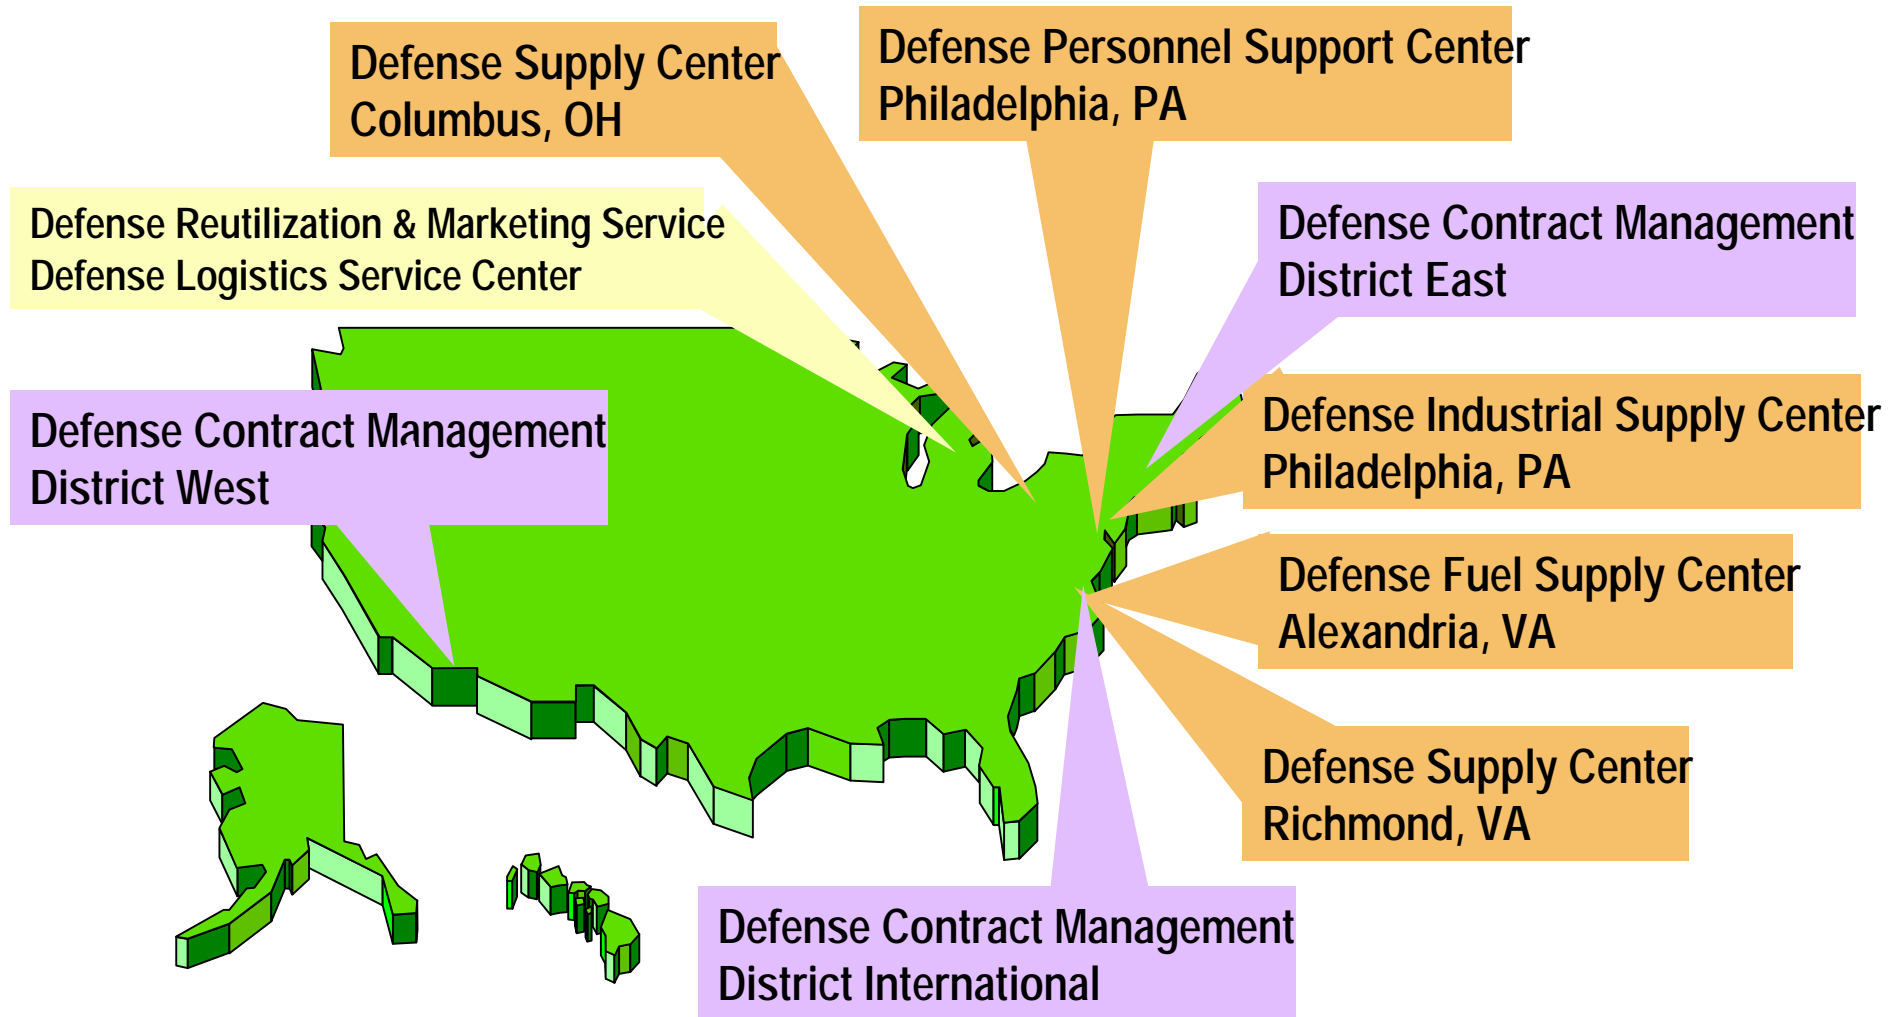 Defense Supply Center
Columbus, OH
Defense Personnel Support Center
Philadelphia, PA
Defense Reutilization & Marketing Service
Defense Logistics Service Center
Defense Contract Management
District East
Defense Contract Management
District West
Defense Industrial Supply Center
Philadelphia, PA
Defense Fuel Supply Center
Alexandria, VA
Defense Supply Center
Richmond, VA
Defense Contract Management
District International